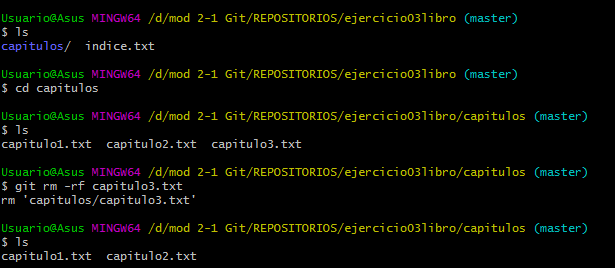 Usuario@Asus MINGW64 /d/mod 2-1 Git/REPOSITORIOS/ejercicio03libro (master)
$ ls
capitulos/  indice.txt
Usuario@Asus MINGW64 /d/mod 2-1 Git/REPOSITORIOS/ejercicio03libro (master)
$ cd capitulos
Usuario@Asus MINGW64 /d/mod 2-1 Git/REPOSITORIOS/ejercicio03libro/capitulos (master)
$ ls
capitulo1.txt  capitulo2.txt  capitulo3.txt
Usuario@Asus MINGW64 /d/mod 2-1 Git/REPOSITORIOS/ejercicio03libro/capitulos (master)
$ git rm -rf capitulo3.txt
rm 'capitulos/capitulo3.txt'
Usuario@Asus MINGW64 /d/mod 2-1 Git/REPOSITORIOS/ejercicio03libro/capitulos (master)
$ ls
capitulo1.txt  capitulo2.txt